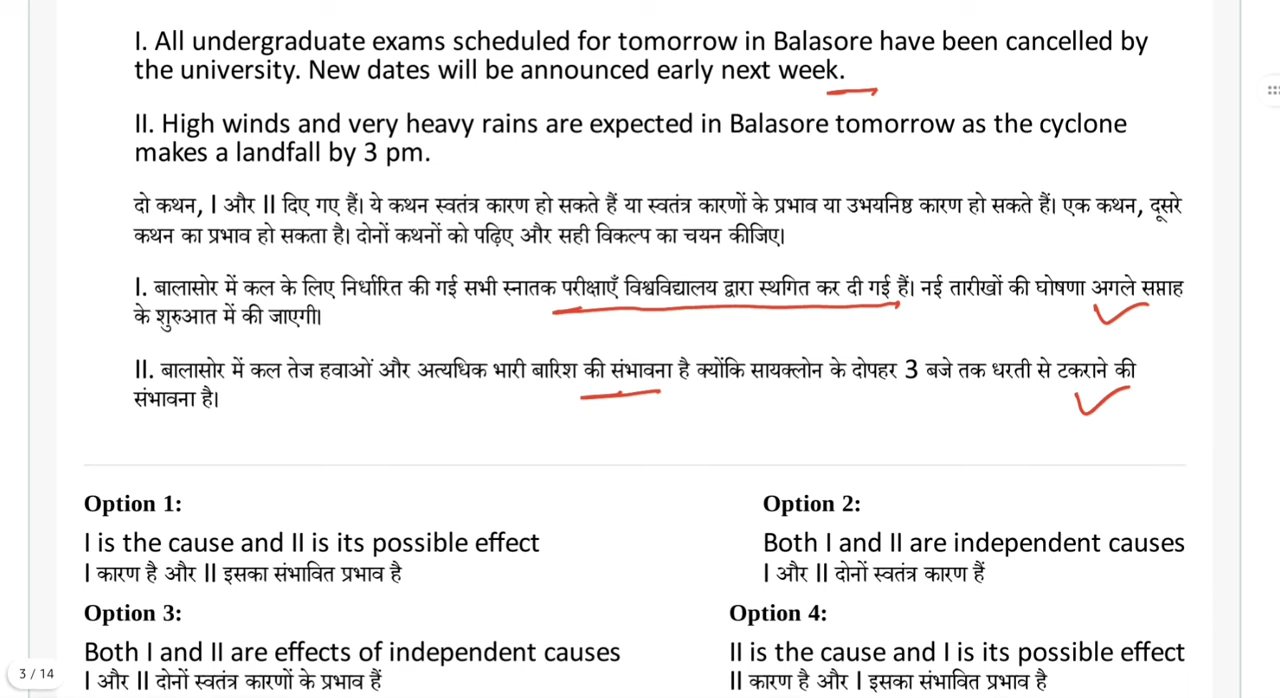 I. All undergraduate exams scheduled for tomorrow in Balasore have been cancelled by
the university. New dates will be announced early next week.
II. High winds and very heavy rains are expected in Balasore tomorrow as the cyclone
makes a landfall by 3 pm.
दो कथन, I और II दिए गए हैं। ये कथन स्वतंत्र कारण हो सकते हैं या स्वतंत्र कारणों के प्रभाव या उभयनिष्ठ कारण हो सकते हैं। एक कथन, दूसरे
कथन का प्रभाव हो सकता है। दोनों कथनों को पढ़िए और सही विकल्प का चयन कीजिए।
I. बालासोर में कल के लिए निर्धारित की गई सभी स्नातक परीक्षाएँ विश्वविद्यालय द्वारा स्थगित कर दी गई हैं। नई तारीखों की घोषणा अगले सप्ताह
के शुरुआत में की जाएगी।
II. बालासोर में कल तेज हवाओं और अत्यधिक भारी बारिश की संभावना है क्योंकि सायक्लोन के दोपहर 3 बजे तक धरती से टकराने की
संभावना है।
Option 1:
I is the cause and II is its possible effect
I कारण है और II इसका संभावित प्रभाव है
Option 2:
Both I and II are independent causes
I और II दोनों स्वतंत्र कारण हैं
Option 3:
Both I and II are effects of independent causes
I और II दोनों स्वतंत्र कारणों के प्रभाव हैं
Option 4:
II is the cause and I is its possible effect
II कारण है और I इसका संभावित प्रभाव है
3 / 14